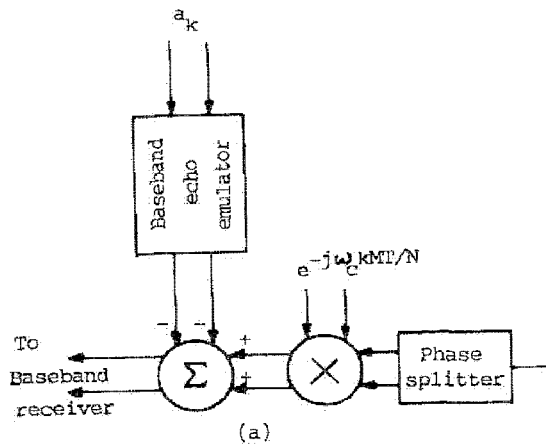 a_k
Baseband
echo
emulator
e^-jω_c kMT/N
- -
+
+
To
Baseband
receiver
Σ
×
Phase
splitter
(a)